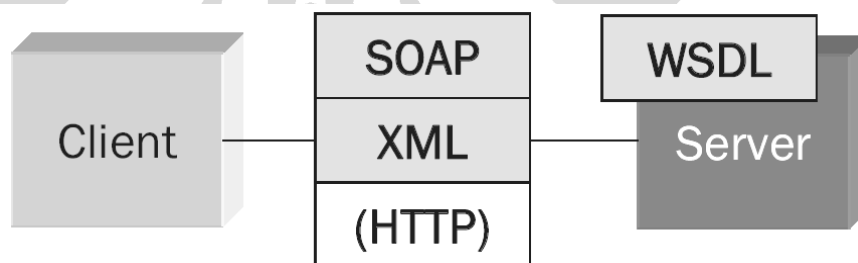 SOAP
WSDL
Client
XML
Server
(HTTP)